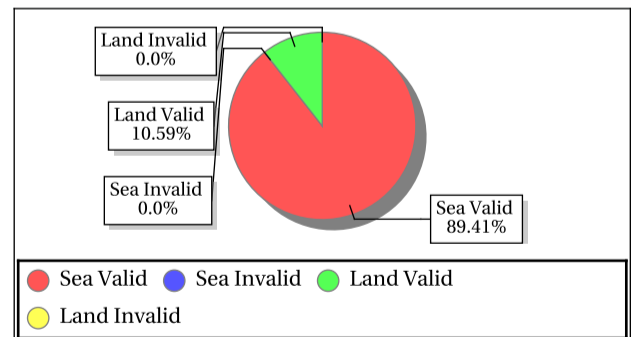 Land Invalid
0.0%
Land Valid
10.59%
Sea Invalid
0.0%
Sea Valid
89.41%
Sea Valid
Sea Invalid
Land Valid
Land Invalid